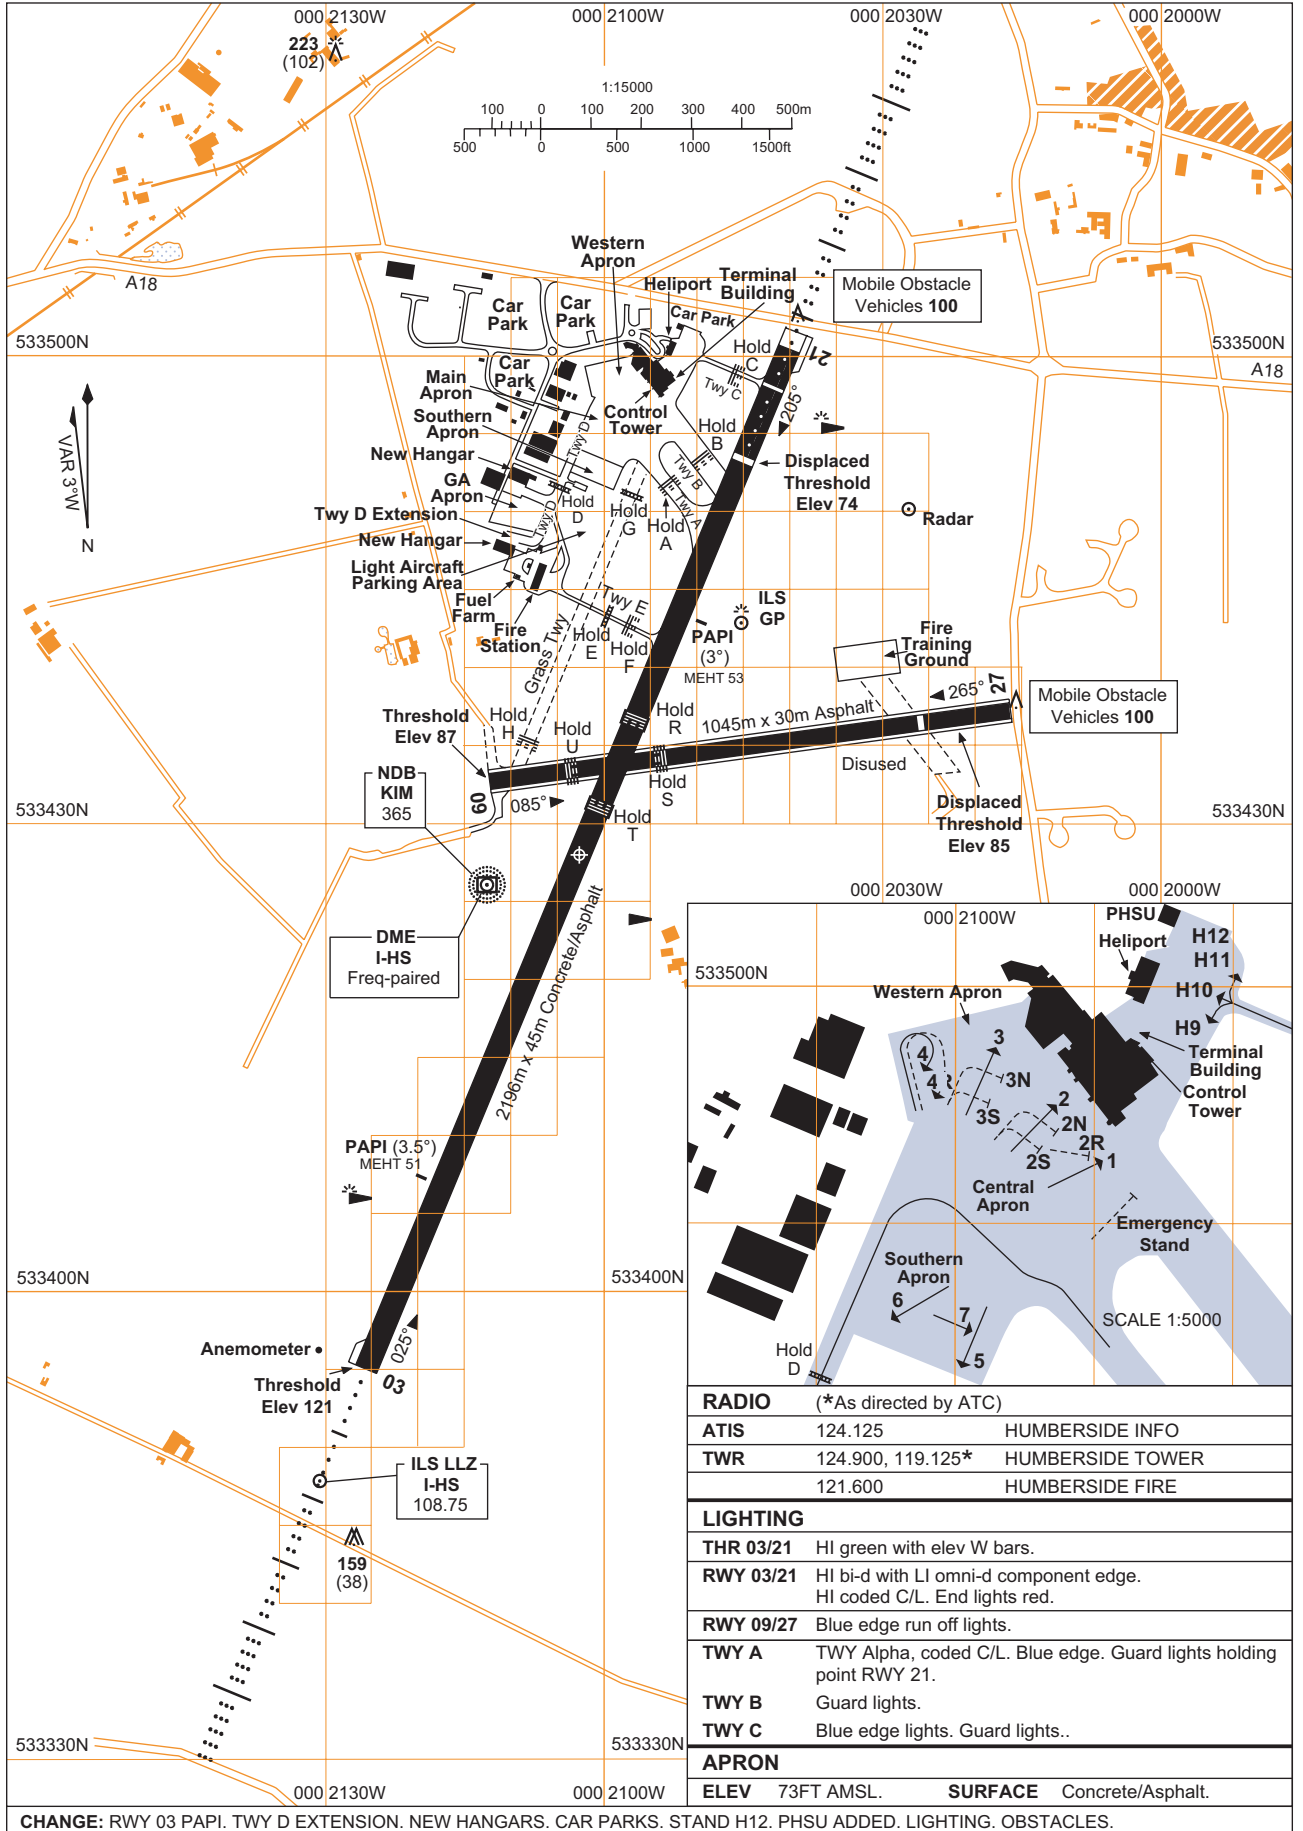 000 2130W
000 2100W
000 2030W
000 2000W
223
(102)
1:15000
100 0 100 200 300 400 500m
500 0 500 1000 1500ft
A18
Western
Apron
Heliport
Terminal
Building
Mobile Obstacle
Vehicles 100
Car
Park
Car
Park
Car Park
533500N
533500N
A18
Car
Park
Hold
C
21
Twy C
205°
Main
Apron
Southern
Apron
Control
Tower
Twy D
Hold
B
Twy B
New Hangar
GA
Apron
Displaced
Threshold
Elev 74
VAR 3°W
N
Twy D Extension
Twy D
Hold
D
Hold
G
Hold
A
Twy A
Radar
New Hangar
Light Aircraft
Parking Area
Fuel
Farm
Fire
Station
Twy E
Grass Twy
Hold
E
Hold
F
ILS
GP
PAPI
(3°)
MEHT 53
Fire
Training
Ground
265°
27
Mobile Obstacle
Vehicles 100
Threshold
Elev 87
Hold
H
Hold
U
Hold
R
1045m x 30m Asphalt
Hold
S
Disused
NDB
KIM
365
09
085°
Hold
T
Displaced
Threshold
Elev 85
533430N
533430N
DME
I-HS
Freq-paired
2196m x 45m Concrete/Asphalt
000 2030W
000 2000W
000 2100W
PHSU
Heliport
H12
H11
H10
H9
533500N
Western Apron
Terminal
Building
Control
Tower
4
4R
3
3N
3S
2
2N
2R
2S
1
Central
Apron
Emergency
Stand
Southern
Apron
6
7
5
SCALE 1:5000
Hold
D
PAPI (3.5°)
MEHT 51
533400N
533400N
Anemometer
025°
03
Threshold
Elev 121
ILS LLZ
I-HS
108.75
159
(38)
533330N
533330N
000 2130W
000 2100W
RADIO (*As directed by ATC)
ATIS 124.125 HUMBERSIDE INFO
TWR 124.900, 119.125* HUMBERSIDE TOWER
121.600 HUMBERSIDE FIRE
LIGHTING
THR 03/21 HI green with elev W bars.
RWY 03/21 HI bi-d with LI omni-d component edge.
HI coded C/L. End lights red.
RWY 09/27 Blue edge run off lights.
TWY A TWY Alpha, coded C/L. Blue edge. Guard lights holding
point RWY 21.
TWY B Guard lights.
TWY C Blue edge lights. Guard lights..
APRON
ELEV 73FT AMSL. SURFACE Concrete/Asphalt.
CHANGE: RWY 03 PAPI. TWY D EXTENSION. NEW HANGARS. CAR PARKS. STAND H12. PHSU ADDED. LIGHTING. OBSTACLES.